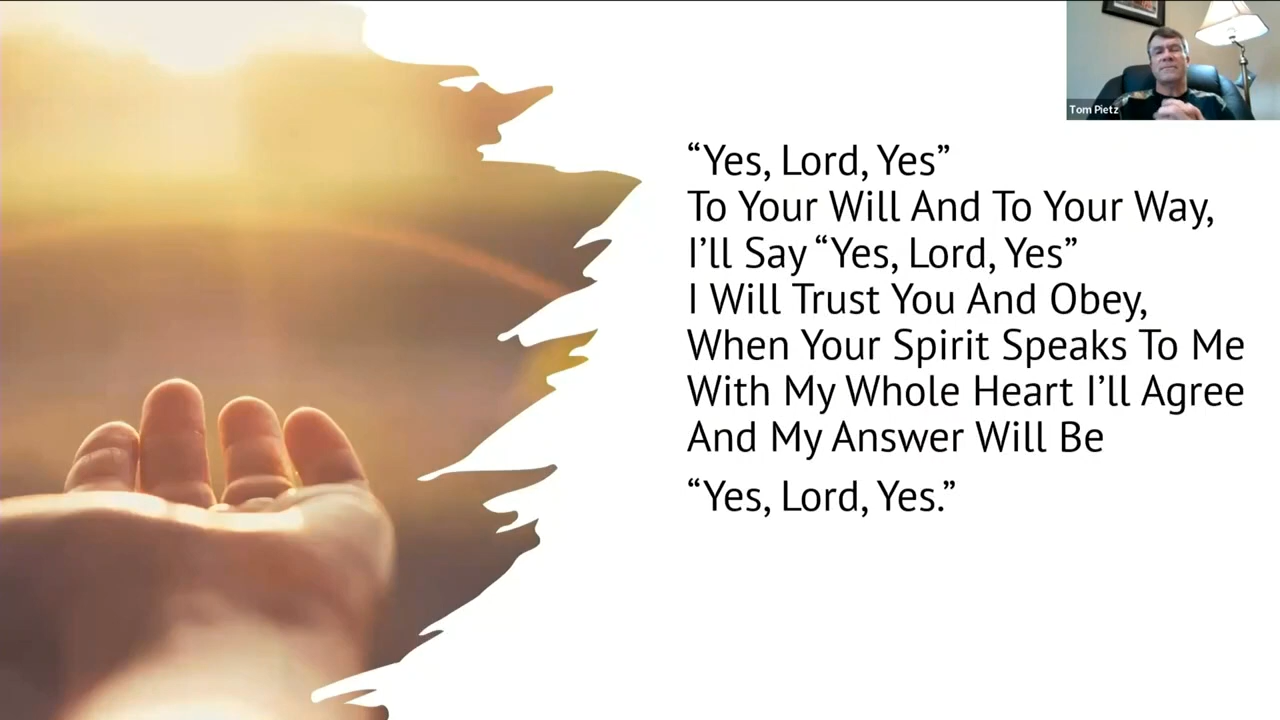 Tom Pietz
“Yes, Lord, Yes”
To Your Will And To Your Way,
I’ll Say “Yes, Lord, Yes”
I Will Trust You And Obey,
When Your Spirit Speaks To Me
With My Whole Heart I’ll Agree
And My Answer Will Be
“Yes, Lord, Yes.”